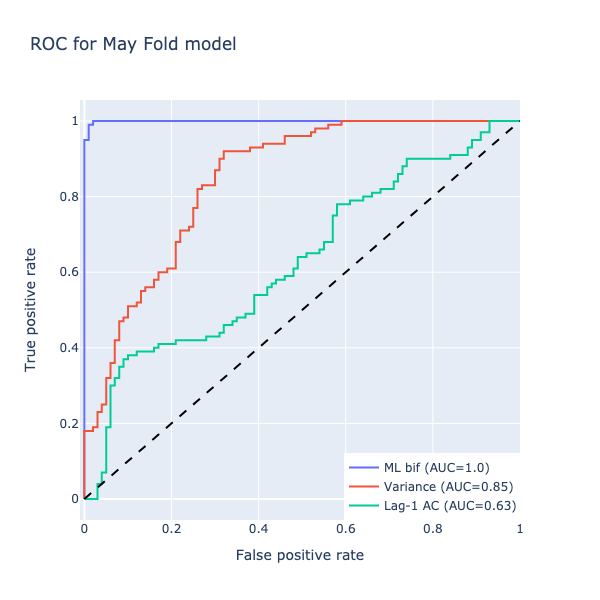 ROC for May Fold model
True positive rate
1
0.8
0.6
0.4
0.2
0
0 0.2 0.4 0.6 0.8 1
False positive rate
ML bif (AUC=1.0)
Variance (AUC=0.85)
Lag-1 AC (AUC=0.63)